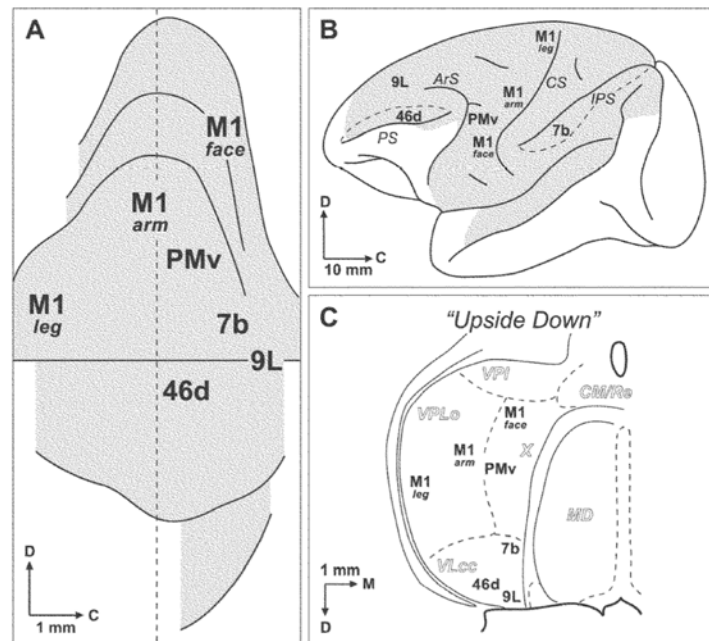 A
M1
face
M1
arm
PMv
M1
leg
7b
9L
46d
D
C
1 mm
B
M1
leg
9L
ArS
M1
arm
CS
IPS
46d
PMv
7b
PS
M1
face
D
C
10 mm
C
"Upside Down"
VPI
CM/Re
VPLo
M1
face
M1
arm
X
PMv
M1
leg
MD
7b
VLcc
46d
9L
1 mm
M
D